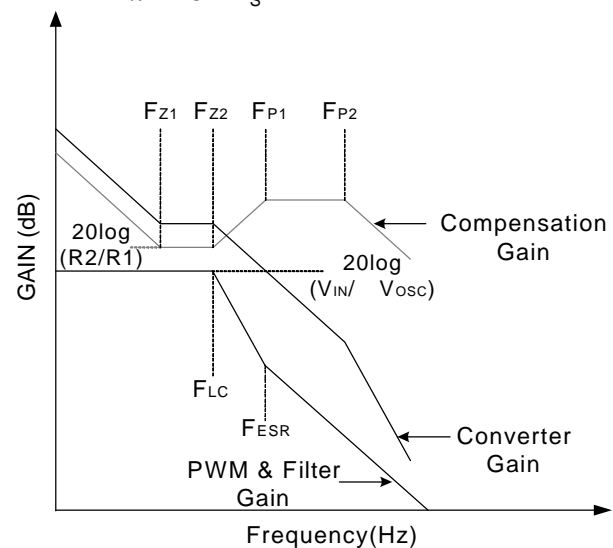 FZ1 FZ2 FP1 FP2
GAIN (dB)
20log
(R2/R1)
Compensation
Gain
20log
(VIN/ VOSC)
FLC
FESR
Converter
Gain
PWM & Filter
Gain
Frequency(Hz)